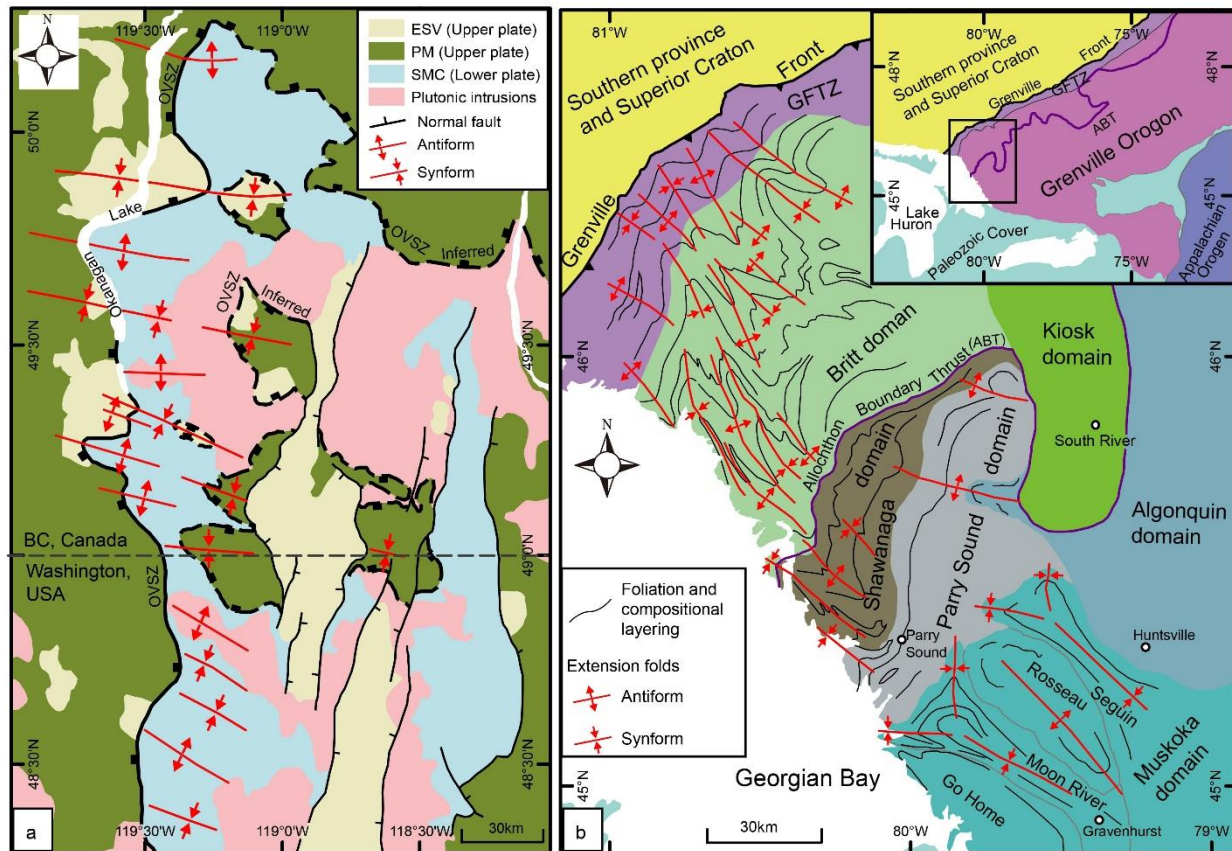 119°30'W
119°0'W
118°30'W
N
ESV (Upper plate)
PM (Upper plate)
SMC (Lower plate)
Plutonic intrusions
Normal fault
Antiform
Synform
OVSZ
50°0'N
Lake
Okanagan
OVSZ
Inferred
OVSZ
Inferred
49°30'N
49°30'N
BC, Canada
Washington,
USA
OVSZ
49°0'N
49°0'N
48°30'N
48°30'N
a
119°30'W
119°0'W
118°30'W
30km
81°W
Southern province
and Superior Craton
Grenville
Front
GFTZ
80°W
75°W
48°N
48°N
Southern province
and Superior Craton
Grenville
Front
GFTZ
ABT
Grenville Orogon
45°N
45°N
Lake
Huron
Paleozoic Cover
Appalachian
Orogen
80°W
75°W
46°N
Britt doman
Allochthon Boundary Thrust (ABT)
Kiosk
domain
South River
N
Shawanaga domain
Parry Sound domain
Algonquin
domain
Foliation and
compositional
layering
Extension folds
Antiform
Synform
Parry
Sound
Huntsville
Rosseau
Seguin
Muskoka
domain
Moon River
Go Home
Georgian Bay
Gravenhurst
45°N
45°N
b
30km
80°W
79°W